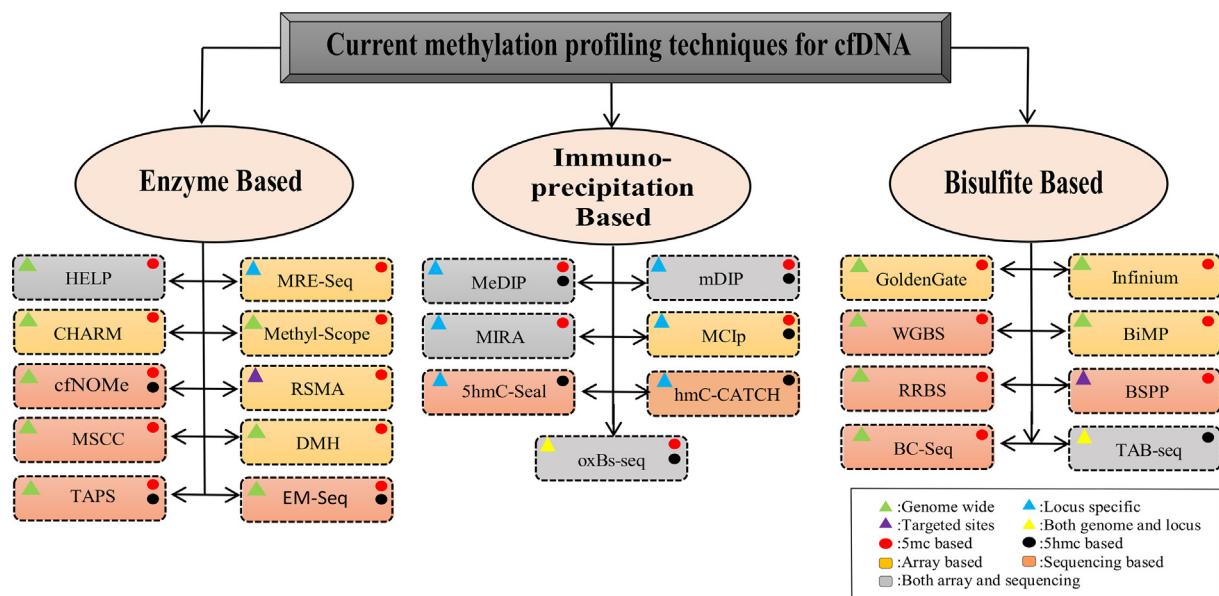 Current methylation profiling techniques for cfDNA
Enzyme Based
Immuno-
precipitation
Based
Bisulfite Based
HELP
MRE-Seq
CHARM
Methyl-Scope
cfNOMe
RSMA
MSCC
DMH
TAPS
EM-Seq
MeDIP
mDIP
MIRA
MCIp
5hmC-Seal
hmC-CATCH
oxBs-seq
GoldenGate
Infinium
WGBS
BiMP
RRBS
BSPP
BC-Seq
TAB-seq
:Genome wide
:Locus specific
:Targeted sites
:Both genome and locus
:5mc based
:5hmc based
:Array based
:Sequencing based
:Both array and sequencing